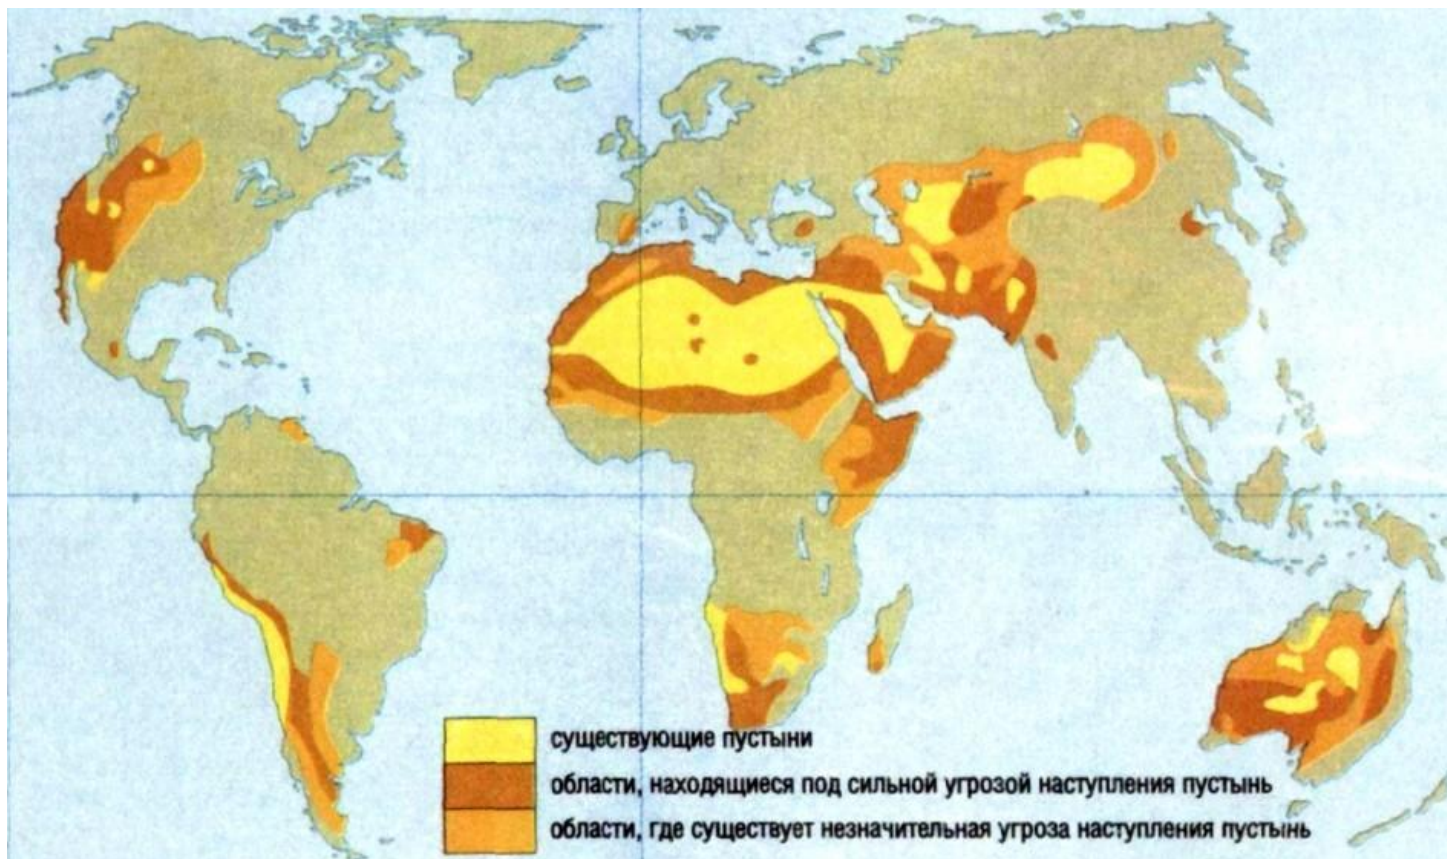 существующие пустыни
области, находящиеся под сильной угрозой наступления пустынь
области, где существует незначительная угроза наступления пустынь